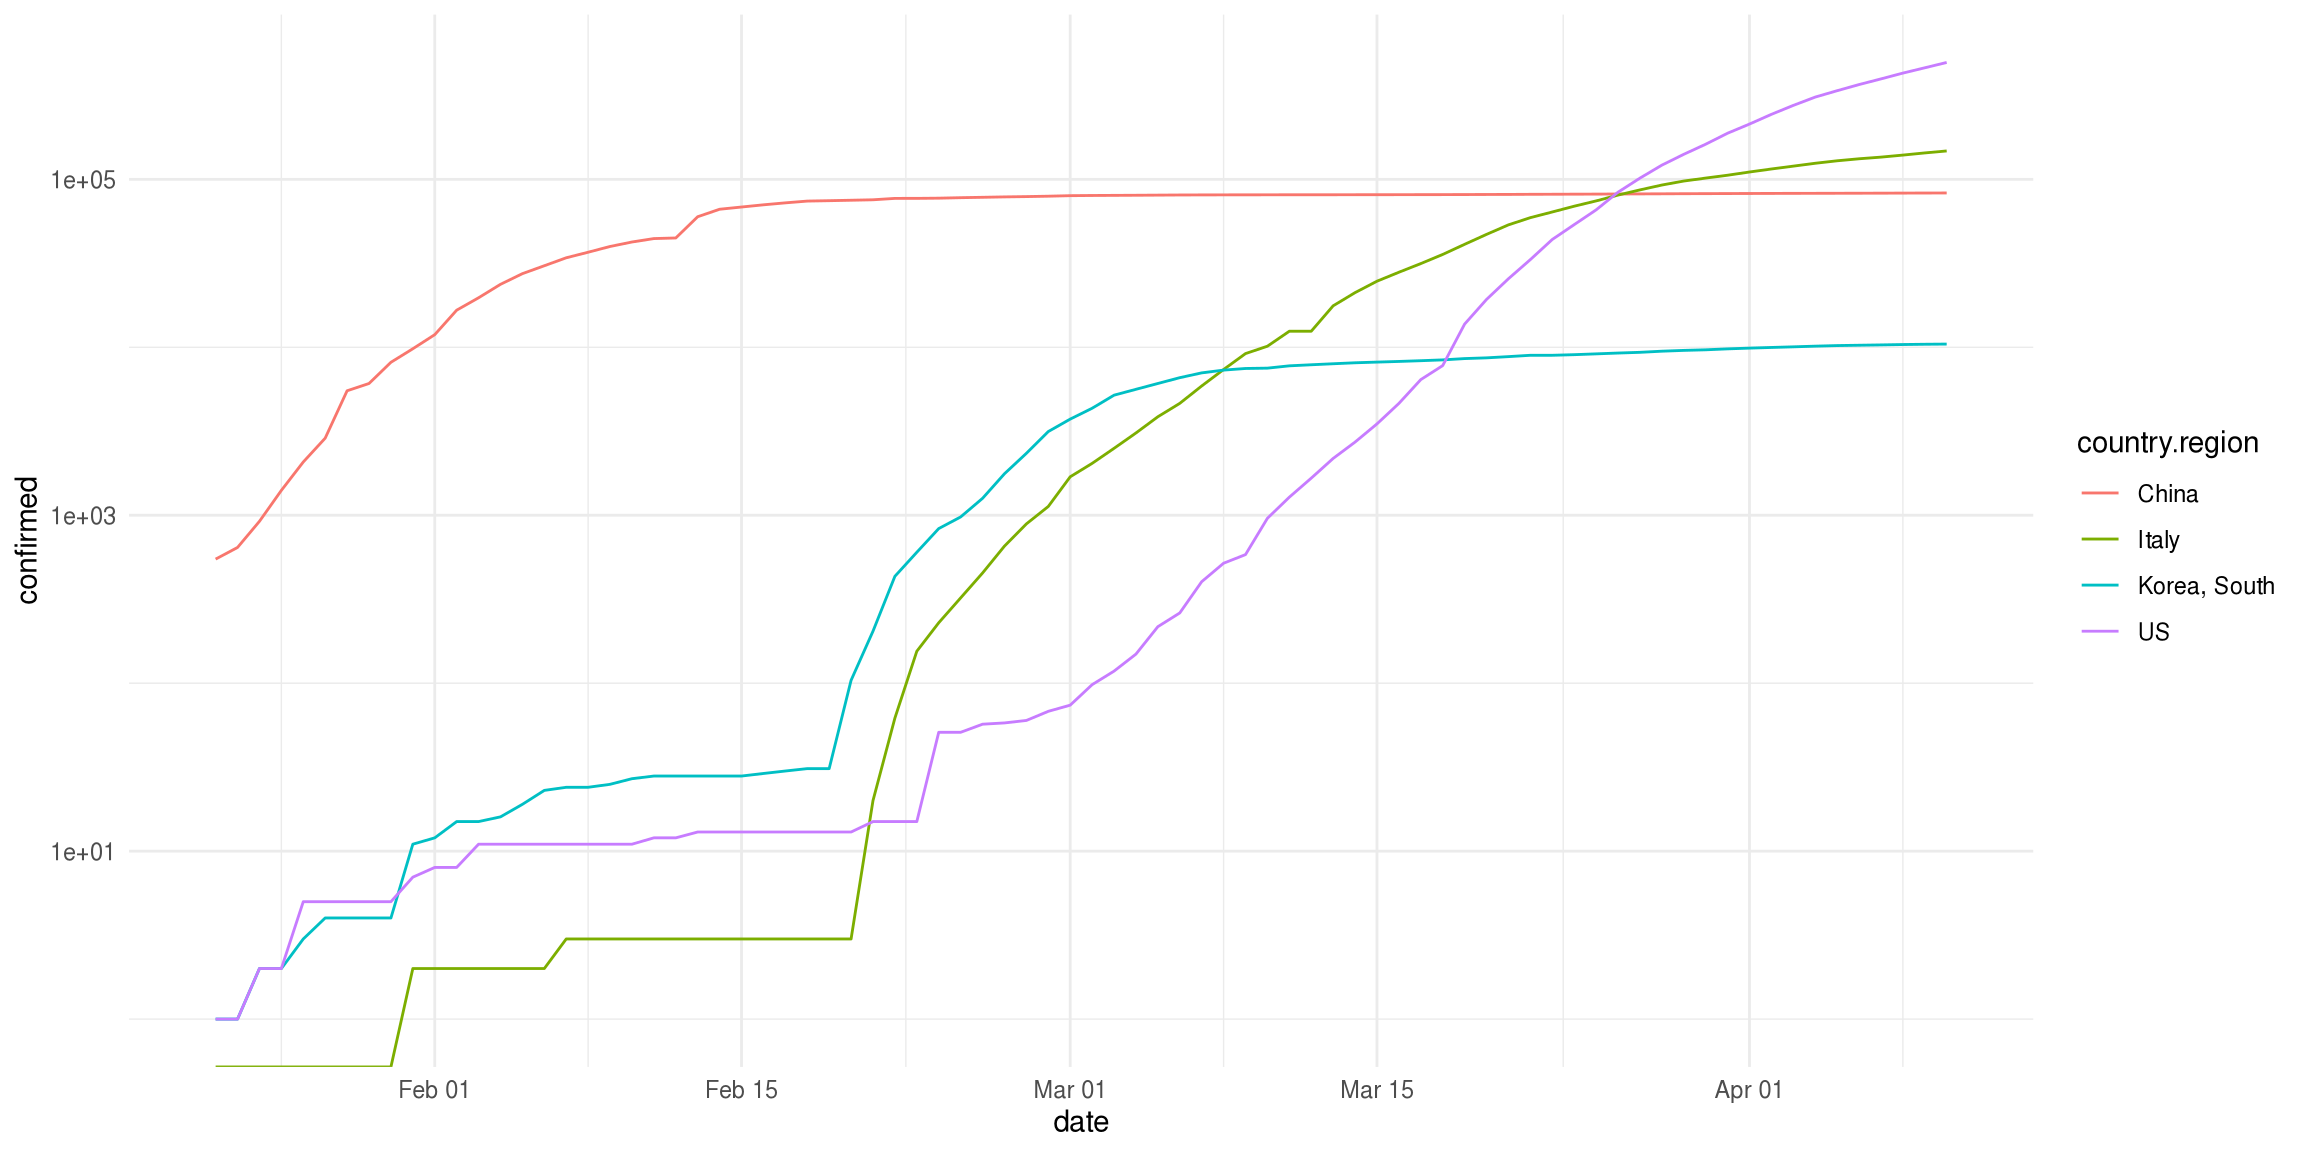 1e+05
1e+03
1e+01
confirmed
Feb 01
Feb 15
Mar 01
Mar 15
Apr 01
date
country.region
China
Italy
Korea, South
US